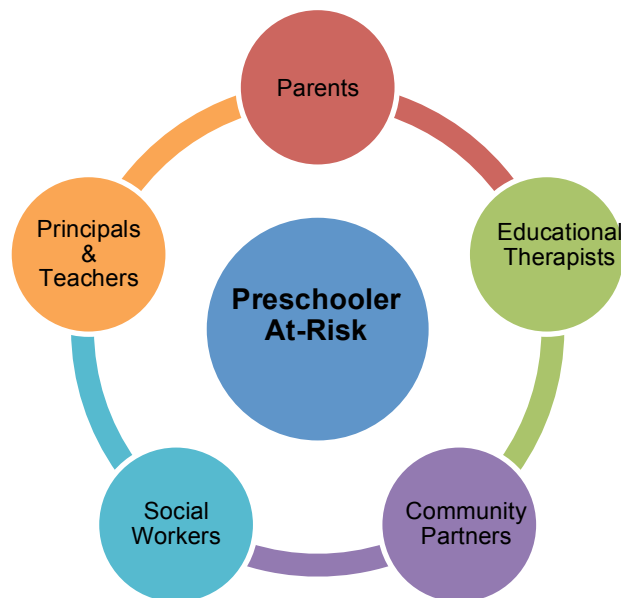 Parents
Principals
&
Teachers
Educational
Therapists
Preschooler
At-Risk
Social
Workers
Community
Partners